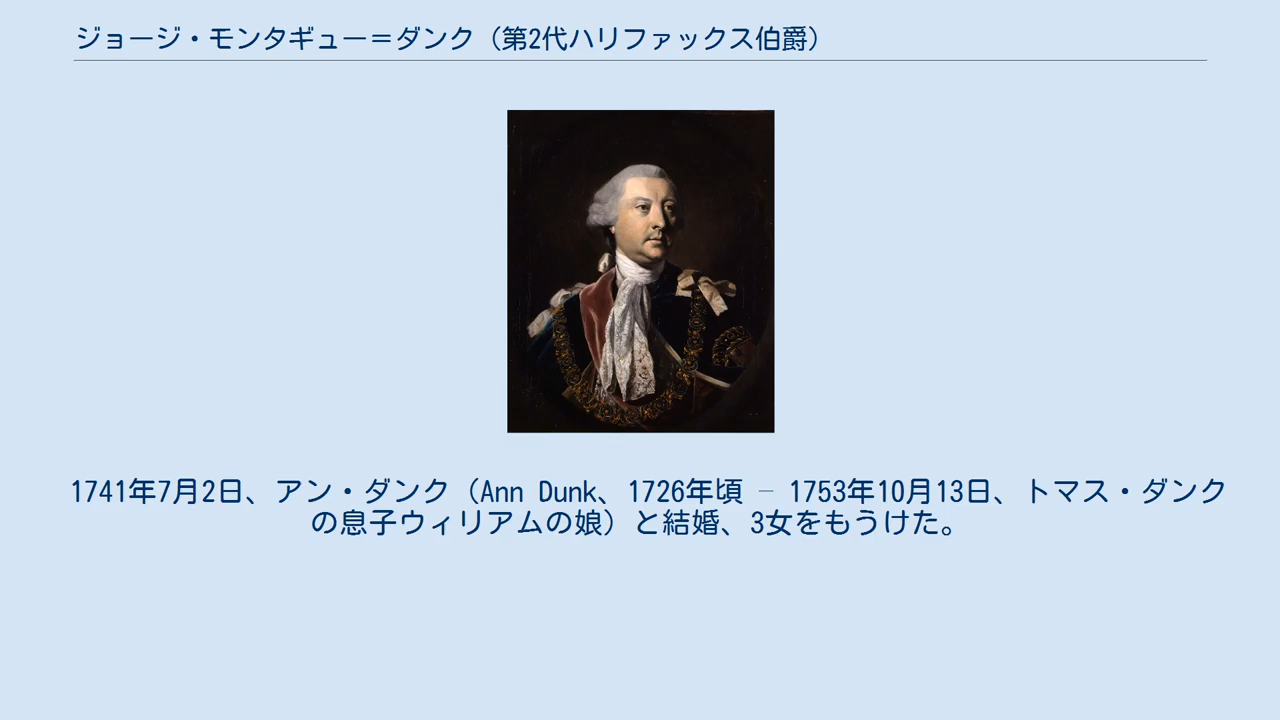 ジョージ・モンタギュー＝ダンク（第2代ハリファックス伯爵）
1741年7月2日、アン・ダンク（Ann Dunk、1726年頃 – 1753年10月13日、トマス・ダンク
の息子ウィリアムの娘）と結婚、3女をもうけた。